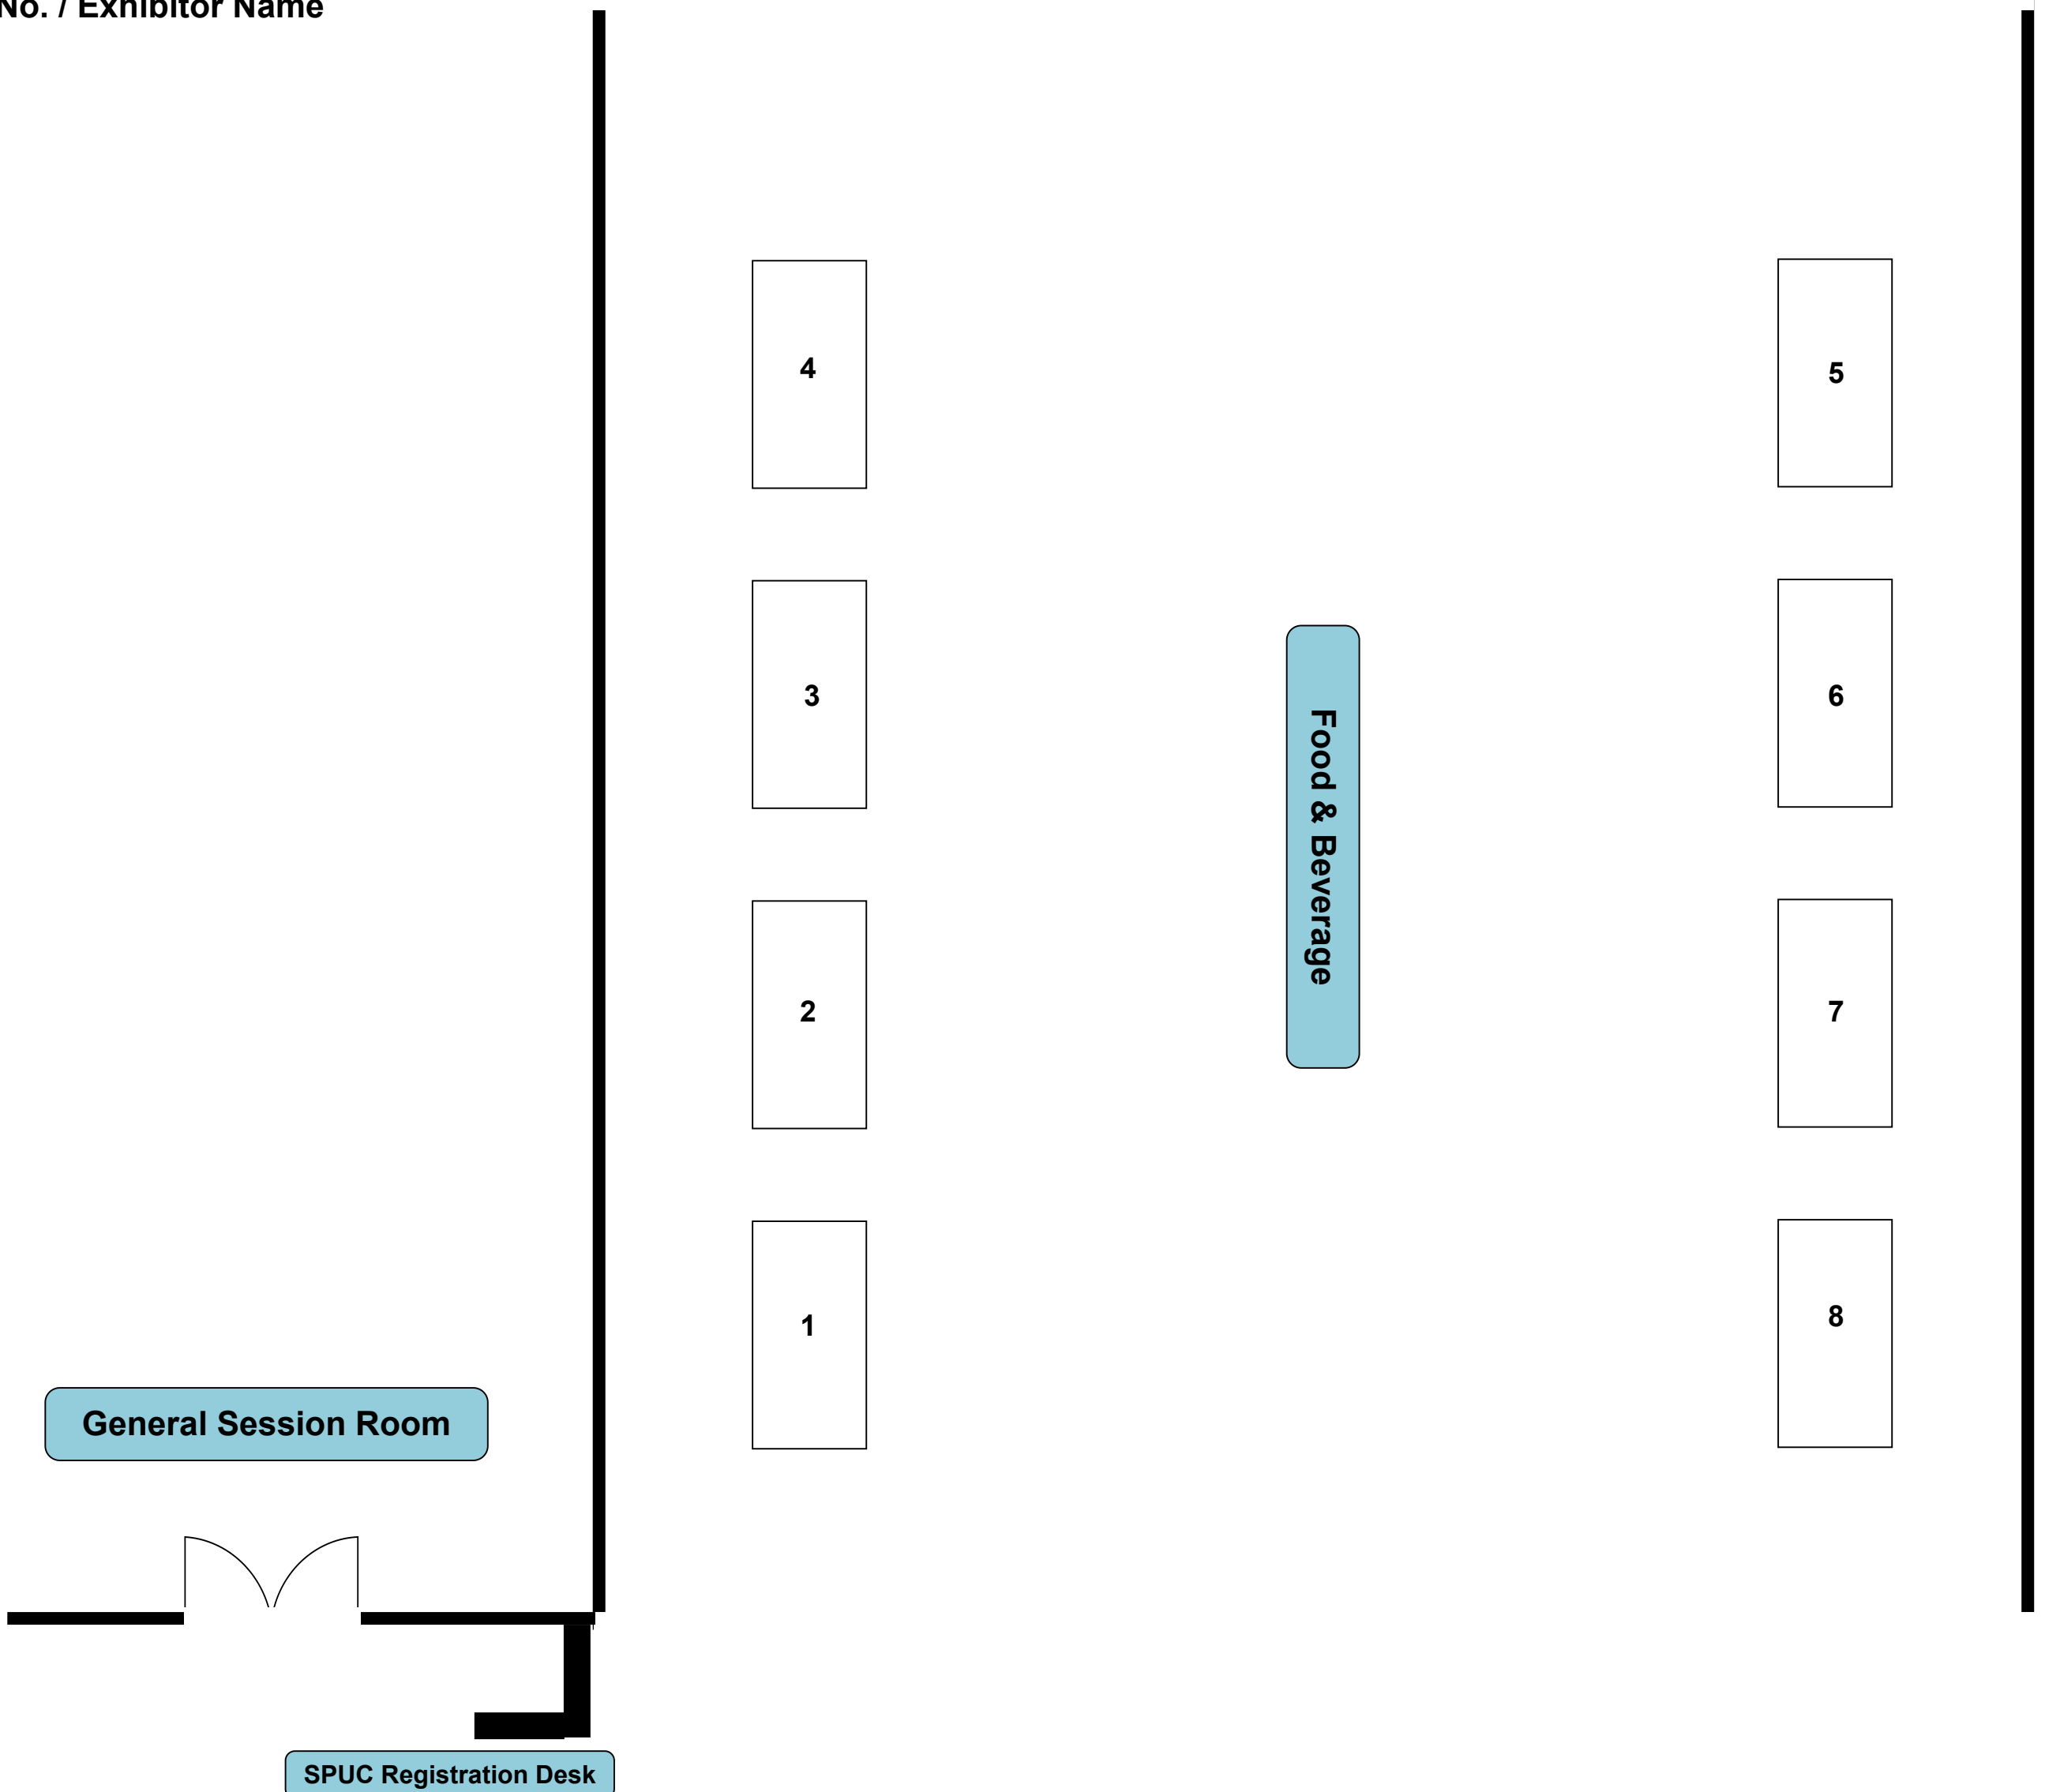 No. / Exhibitor Name
4
5
3
6
Food & Beverage
2
7
1
8
General Session Room
SPUC Registration Desk